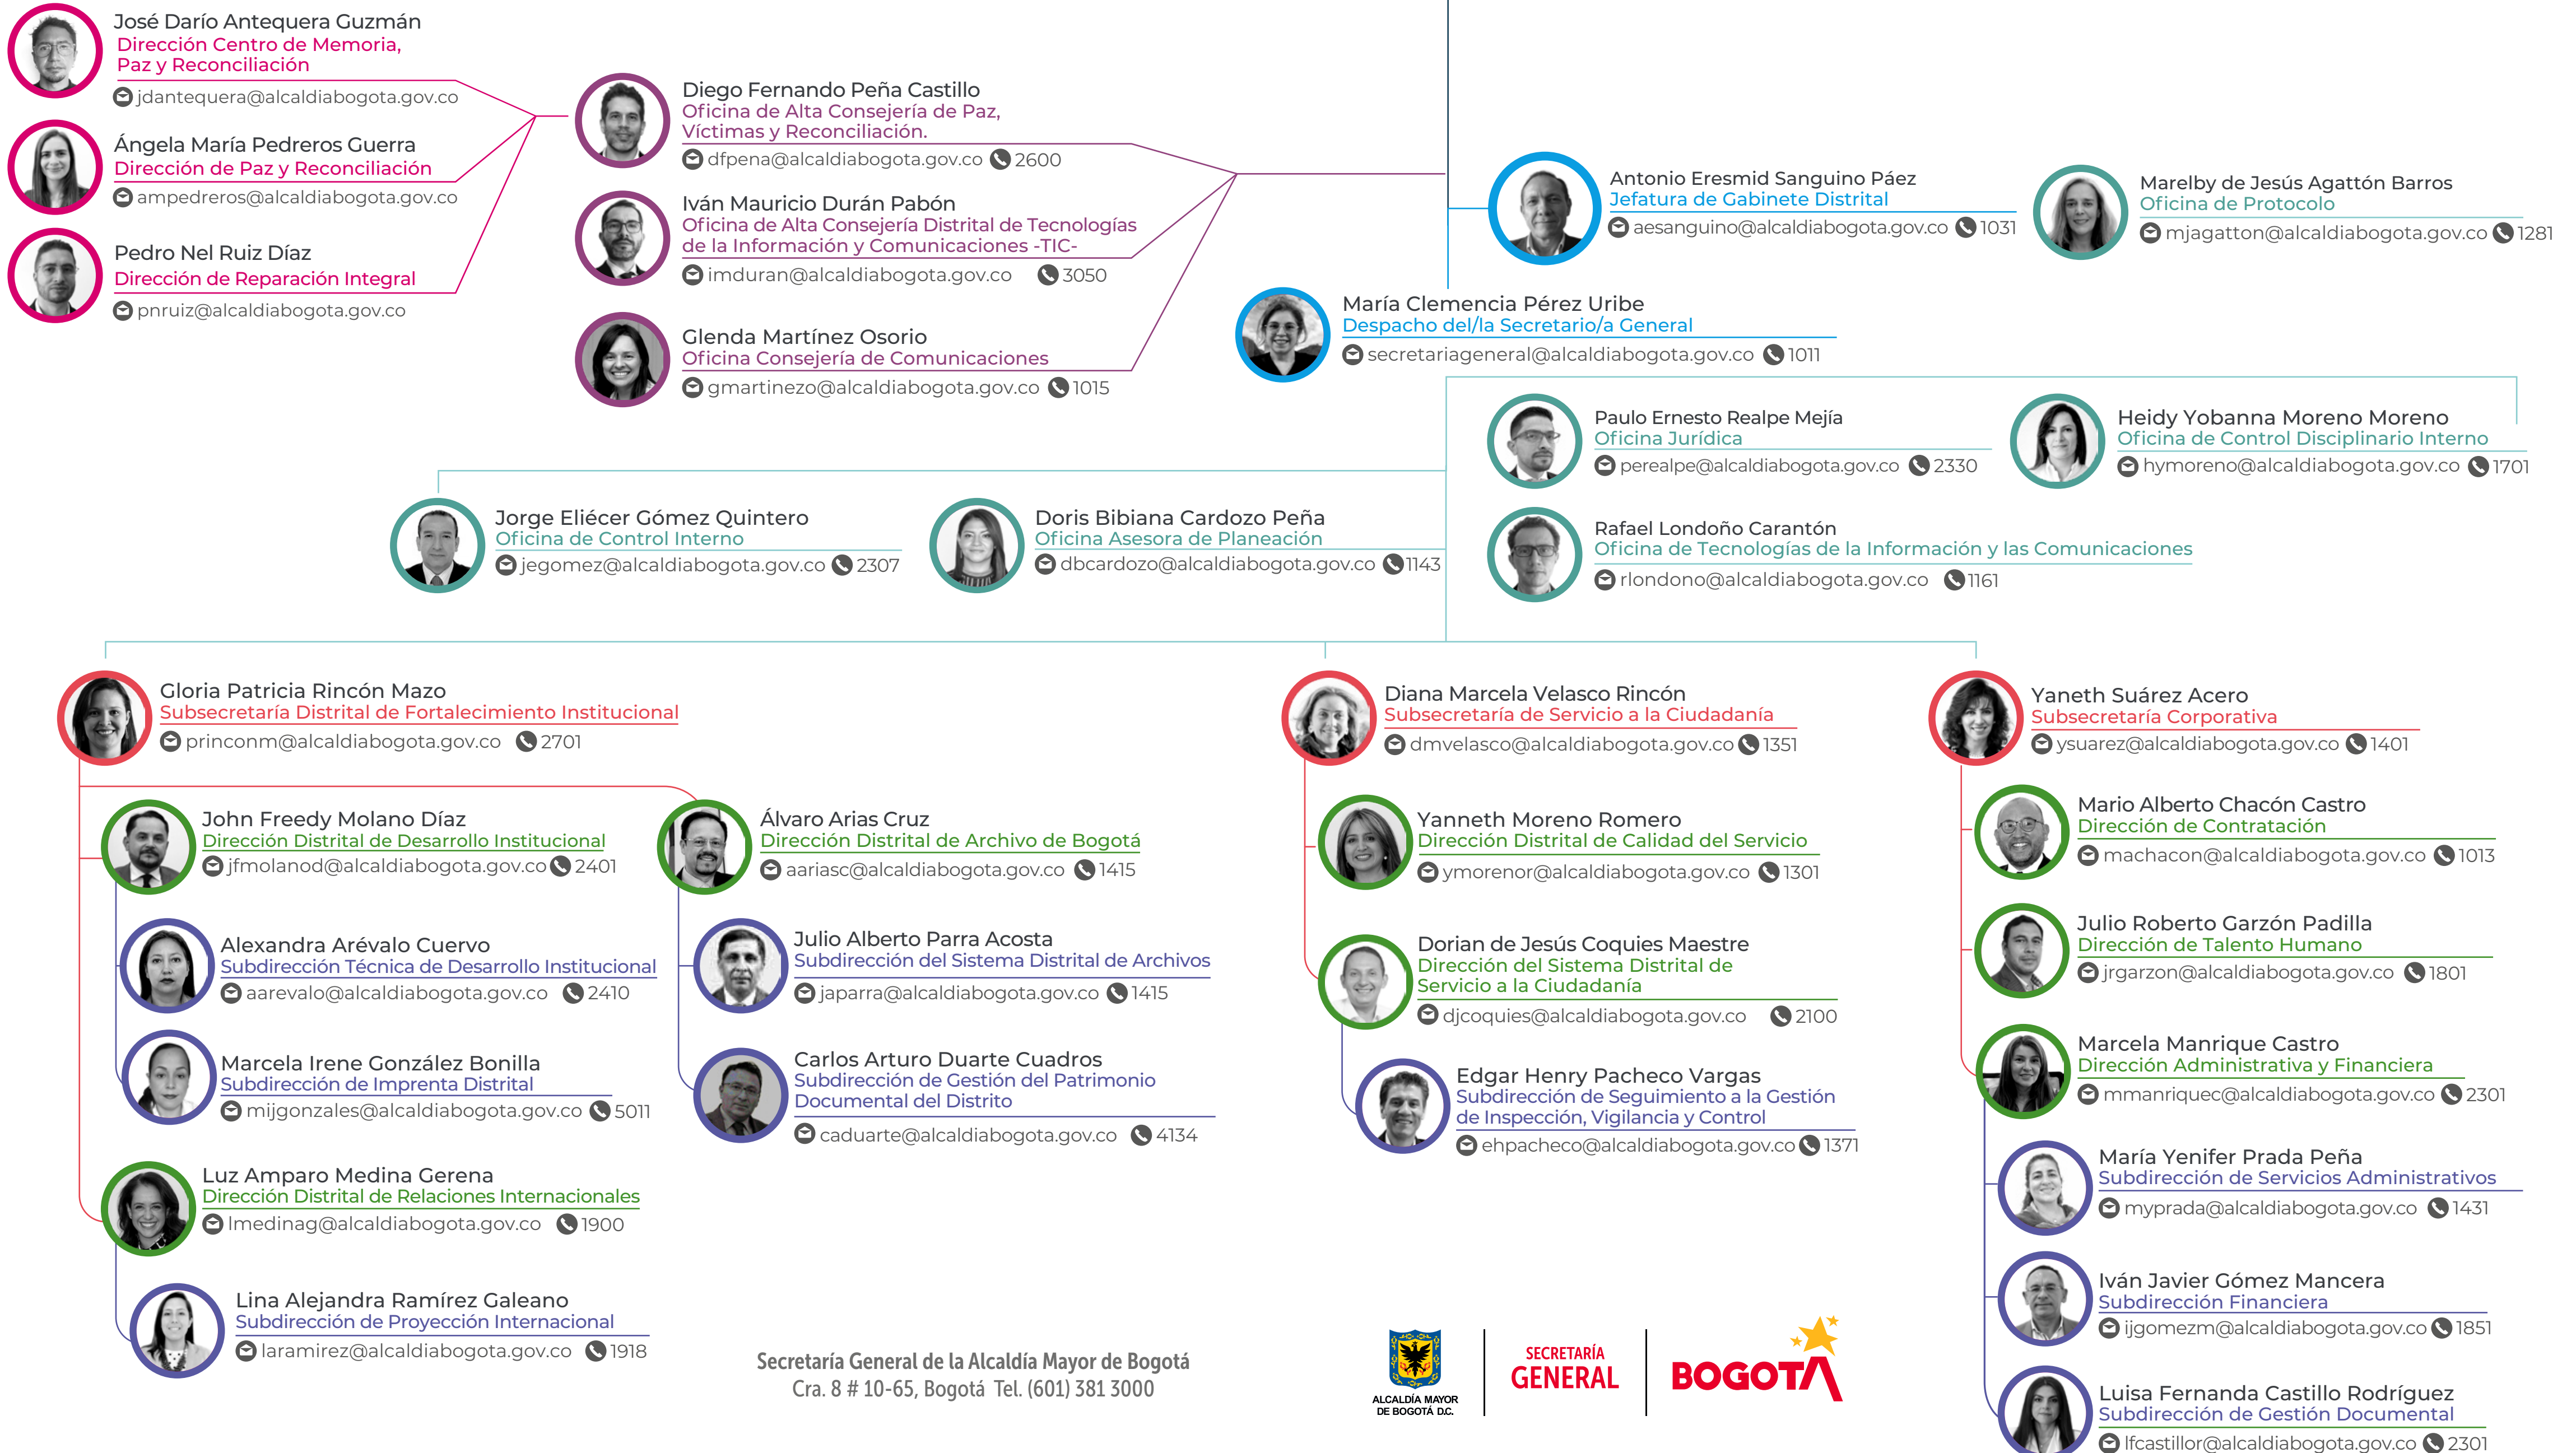 José Darío Antequera Guzmán
Dirección Centro de Memoria,
Paz y Reconciliación
jdantequera@alcaldiabogota.gov.co
Ángela María Pedreros Guerra
Dirección de Paz y Reconciliación
ampedreros@alcaldiabogota.gov.co
Pedro Nel Ruiz Díaz
Dirección de Reparación Integral
pnruiz@alcaldiabogota.gov.co
Diego Fernando Peña Castillo
Oficina de Alta Consejería de Paz,
Víctimas y Reconciliación.
dfpena@alcaldiabogota.gov.co 2600
Iván Mauricio Durán Pabón
Oficina de Alta Consejería Distrital de Tecnologías
de la Información y Comunicaciones -TIC-
imduran@alcaldiabogota.gov.co 3050
Glenda Martínez Osorio
Oficina Consejería de Comunicaciones
gmartinezo@alcaldiabogota.gov.co 1015
Antonio Eresmid Sanguino Páez
Jefatura de Gabinete Distrital
aesanguino@alcaldiabogota.gov.co 1031
Marelby de Jesús Agattón Barros
Oficina de Protocolo
mjagatton@alcaldiabogota.gov.co 1281
María Clemencia Pérez Uribe
Despacho del/la Secretario/a General
secretariageneral@alcaldiabogota.gov.co 1011
Paulo Ernesto Realpe Mejía
Oficina Jurídica
perealpe@alcaldiabogota.gov.co 2330
Heidy Yobanna Moreno Moreno
Oficina de Control Disciplinario Interno
hymoreno@alcaldiabogota.gov.co 1701
Jorge Eliécer Gómez Quintero
Oficina de Control Interno
jegomez@alcaldiabogota.gov.co 2307
Doris Bibiana Cardozo Peña
Oficina Asesora de Planeación
dbcardozo@alcaldiabogota.gov.co 1143
Rafael Londoño Carantón
Oficina de Tecnologías de la Información y las Comunicaciones
rlondono@alcaldiabogota.gov.co 1161
Gloria Patricia Rincón Mazo
Subsecretaría Distrital de Fortalecimiento Institucional
princonm@alcaldiabogota.gov.co 2701
John Freedy Molano Díaz
Dirección Distrital de Desarrollo Institucional
jfmolanod@alcaldiabogota.gov.co 2401
Alexandra Arévalo Cuervo
Subdirección Técnica de Desarrollo Institucional
aarevalo@alcaldiabogota.gov.co 2410
Marcela Irene González Bonilla
Subdirección de Imprenta Distrital
mijgonzales@alcaldiabogota.gov.co 5011
Luz Amparo Medina Gerena
Dirección Distrital de Relaciones Internacionales
lmedinag@alcaldiabogota.gov.co 1900
Lina Alejandra Ramírez Galeano
Subdirección de Proyección Internacional
laramirez@alcaldiabogota.gov.co 1918
Álvaro Arias Cruz
Dirección Distrital de Archivo de Bogotá
aariasc@alcaldiabogota.gov.co 1415
Julio Alberto Parra Acosta
Subdirección del Sistema Distrital de Archivos
japarra@alcaldiabogota.gov.co 1415
Carlos Arturo Duarte Cuadros
Subdirección de Gestión del Patrimonio
Documental del Distrito
caduarte@alcaldiabogota.gov.co 4134
Diana Marcela Velasco Rincón
Subsecretaría de Servicio a la Ciudadanía
dmvelasco@alcaldiabogota.gov.co 1351
Yanneth Moreno Romero
Dirección Distrital de Calidad del Servicio
ymorenor@alcaldiabogota.gov.co 1301
Dorian de Jesús Coquies Maestre
Dirección del Sistema Distrital de
Servicio a la Ciudadanía
djcoquies@alcaldiabogota.gov.co 2100
Edgar Henry Pacheco Vargas
Subdirección de Seguimiento a la Gestión
de Inspección, Vigilancia y Control
ehpacheco@alcaldiabogota.gov.co 1371
Yaneth Suárez Acero
Subsecretaría Corporativa
ysuarez@alcaldiabogota.gov.co 1401
Mario Alberto Chacón Castro
Dirección de Contratación
machacon@alcaldiabogota.gov.co 1013
Julio Roberto Garzón Padilla
Dirección de Talento Humano
jrgarzon@alcaldiabogota.gov.co 1801
Marcela Manrique Castro
Dirección Administrativa y Financiera
mmanriquec@alcaldiabogota.gov.co 2301
María Yenifer Prada Peña
Subdirección de Servicios Administrativos
myprada@alcaldiabogota.gov.co 1431
Iván Javier Gómez Mancera
Subdirección Financiera
ijgomezm@alcaldiabogota.gov.co 1851
Luisa Fernanda Castillo Rodríguez
Subdirección de Gestión Documental
lfcastillor@alcaldiabogota.gov.co 2301
Secretaría General de la Alcaldía Mayor de Bogotá
Cra. 8 # 10-65, Bogotá Tel. (601) 381 3000
ALCALDÍA MAYOR
DE BOGOTÁ D.C.
SECRETARÍA
GENERAL
BOGOTÁ